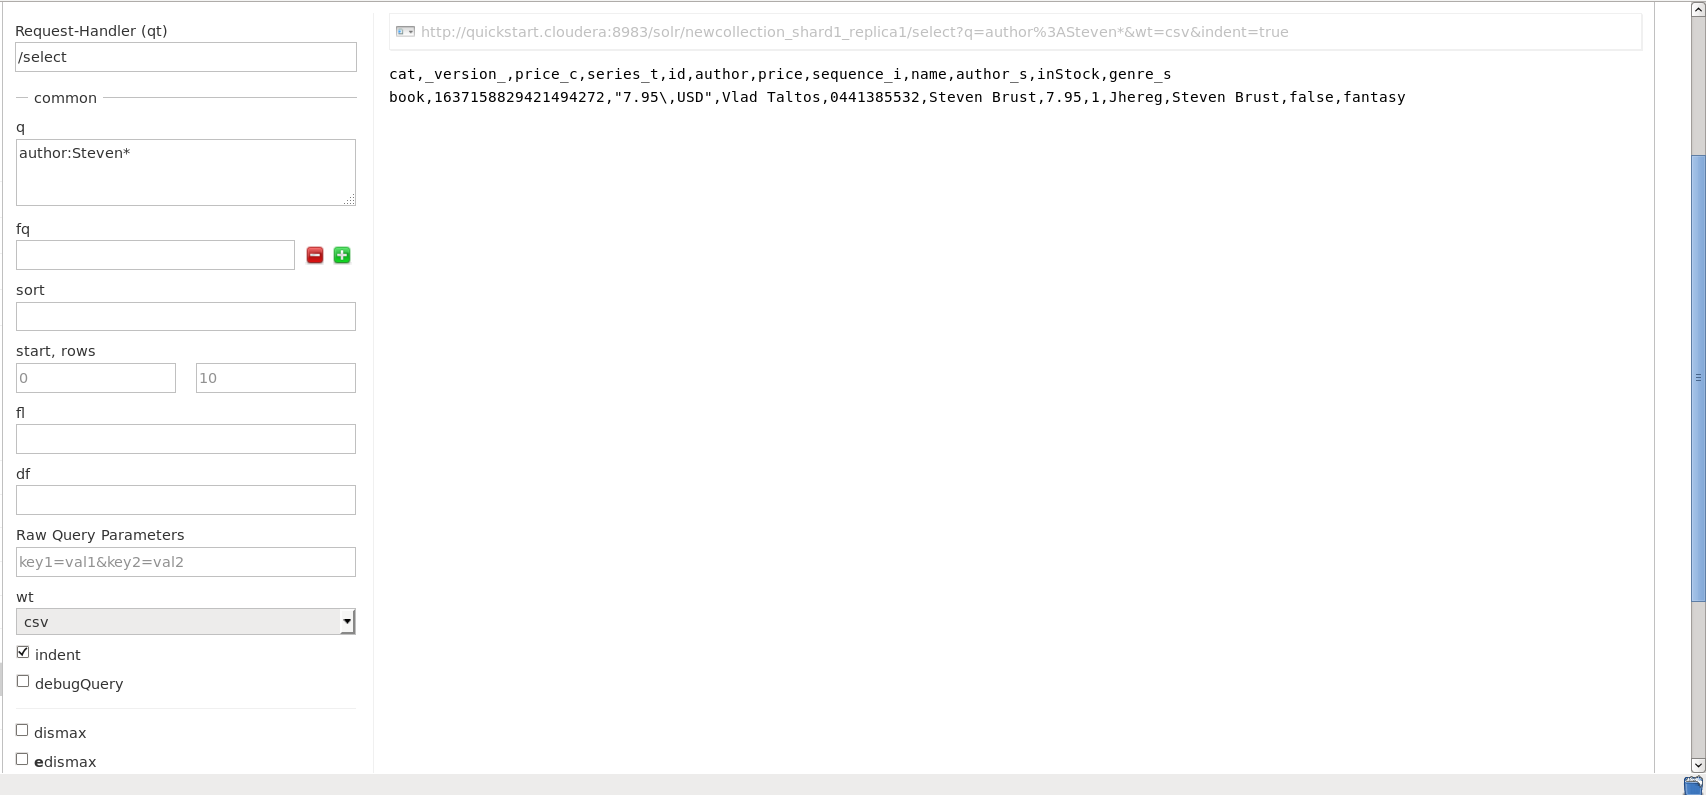 Request-Handler (qt)
/select
common
q
author:Steven*
fq
sort
start, rows
0 10
fl
df
Raw Query Parameters
key1=val1&key2=val2
wt
csv
indent
debugQuery
dismax
edismax
http://quickstart.cloudera:8983/solr/newcollection_shard1_replica1/select?q=author%3ASteven*&wt=csv&indent=true
cat,_version_,price_c,series_t,id,author,price,sequence_i,name,author_s,inStock,genre_s
book,1637158829421494272,"7.95\,USD",Vlad Taltos,0441385532,Steven Brust,7.95,1,Jhereg,Steven Brust,false,fantasy